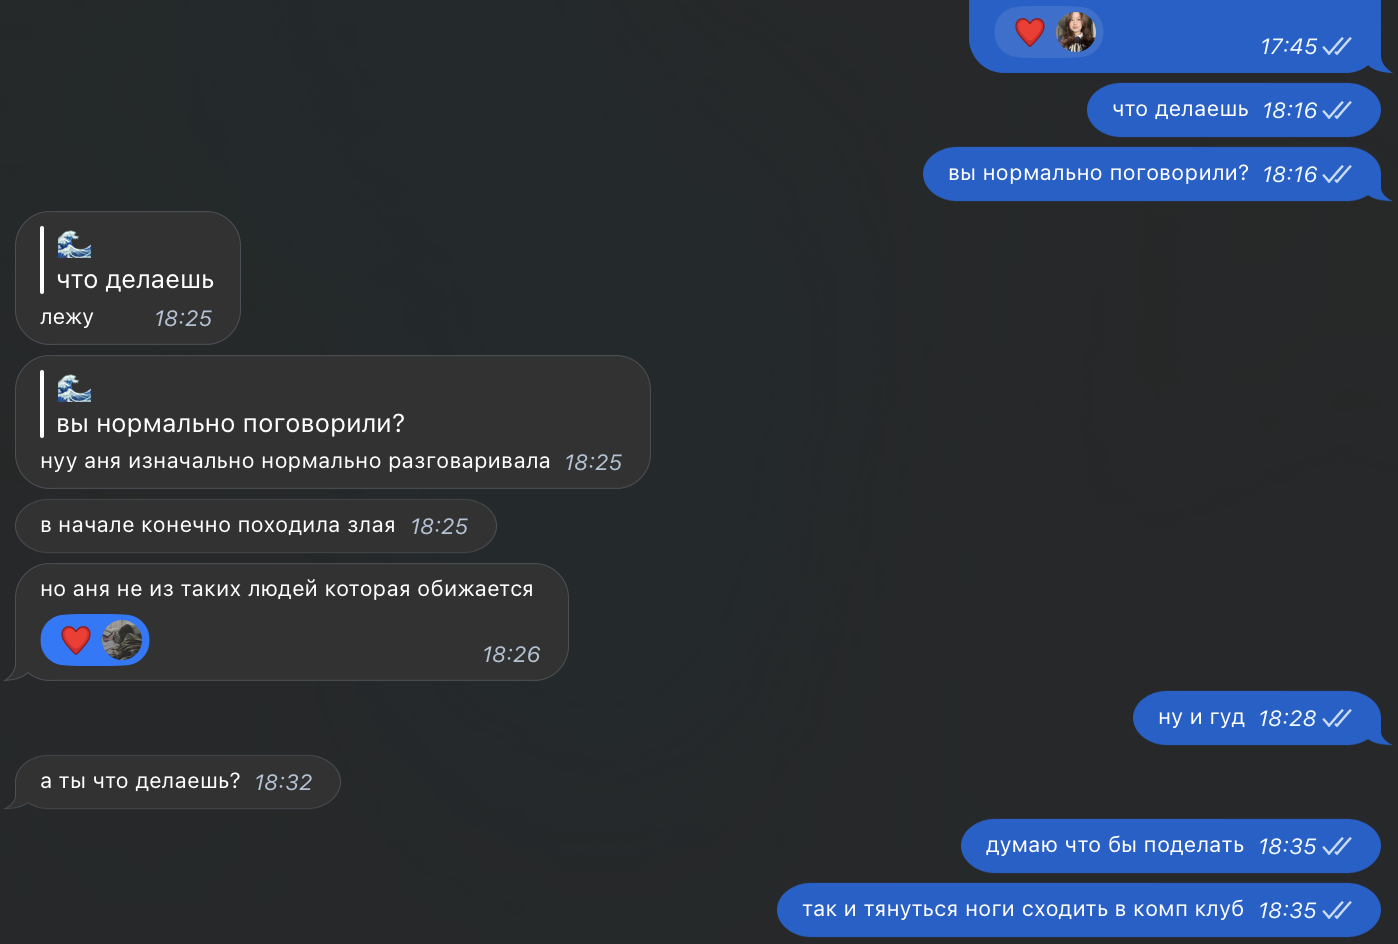 17:45
что делаешь 18:16
вы нормально поговорили? 18:16
🌊
что делаешь
лежу 18:25
🌊
вы нормально поговорили?
нуу аня изначально нормально разговаривала 18:25
в начале конечно походила злая 18:25
но аня не из таких людей которая обижается
18:26
ну и гуд 18:28
а ты что делаешь? 18:32
думаю что бы поделать 18:35
так и тянуться ноги сходить в комп клуб 18:35